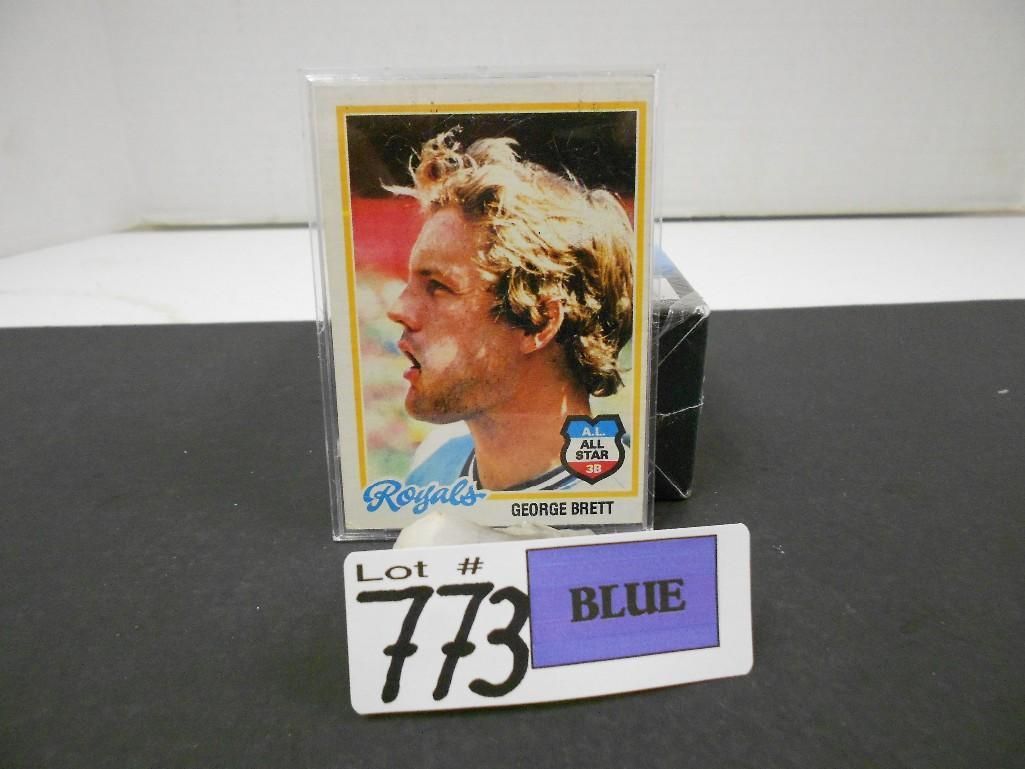 A.L.
ALL
STAR
3B
Royals
GEORGE BRETT
Lot #
773
BLUE